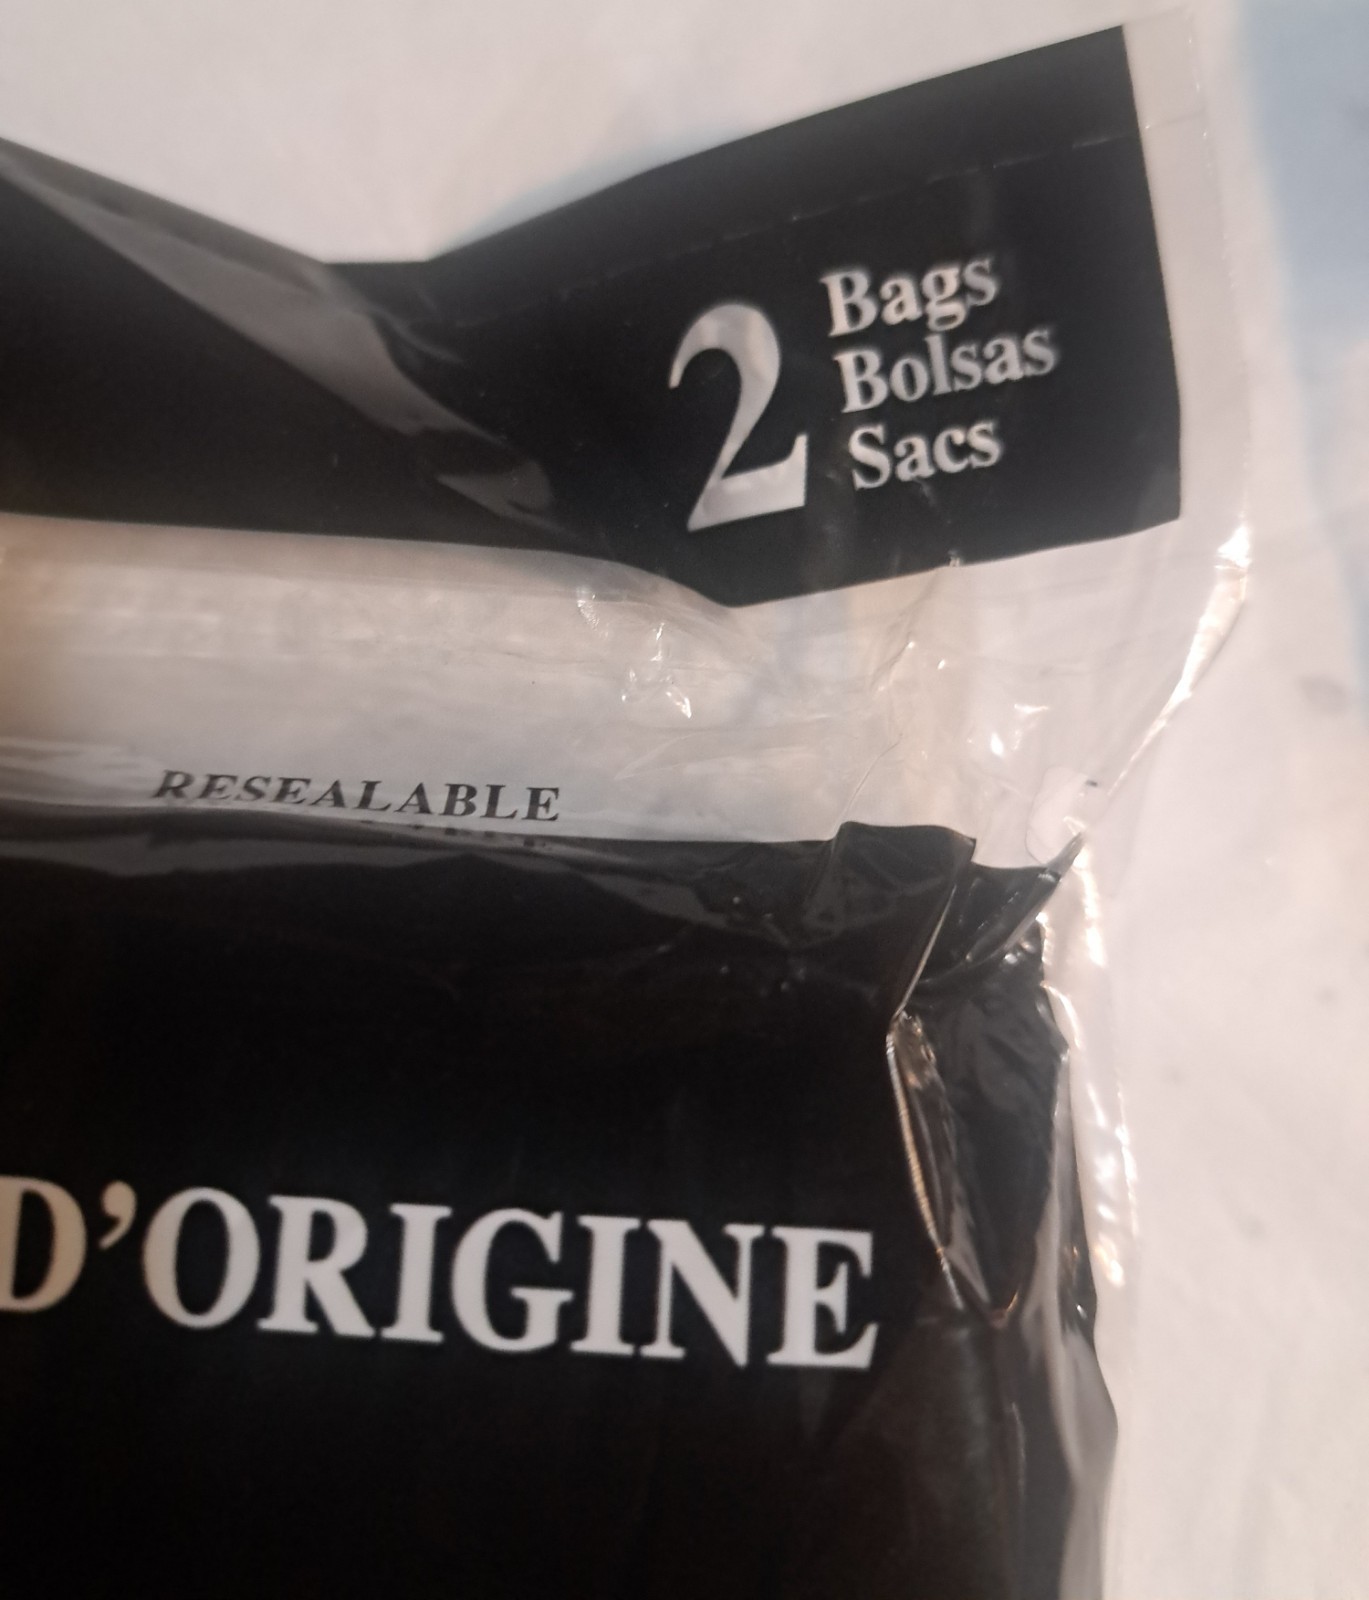 2 Bags
Bolsas
Sacs
RESEALABLE
D’ORIGINE